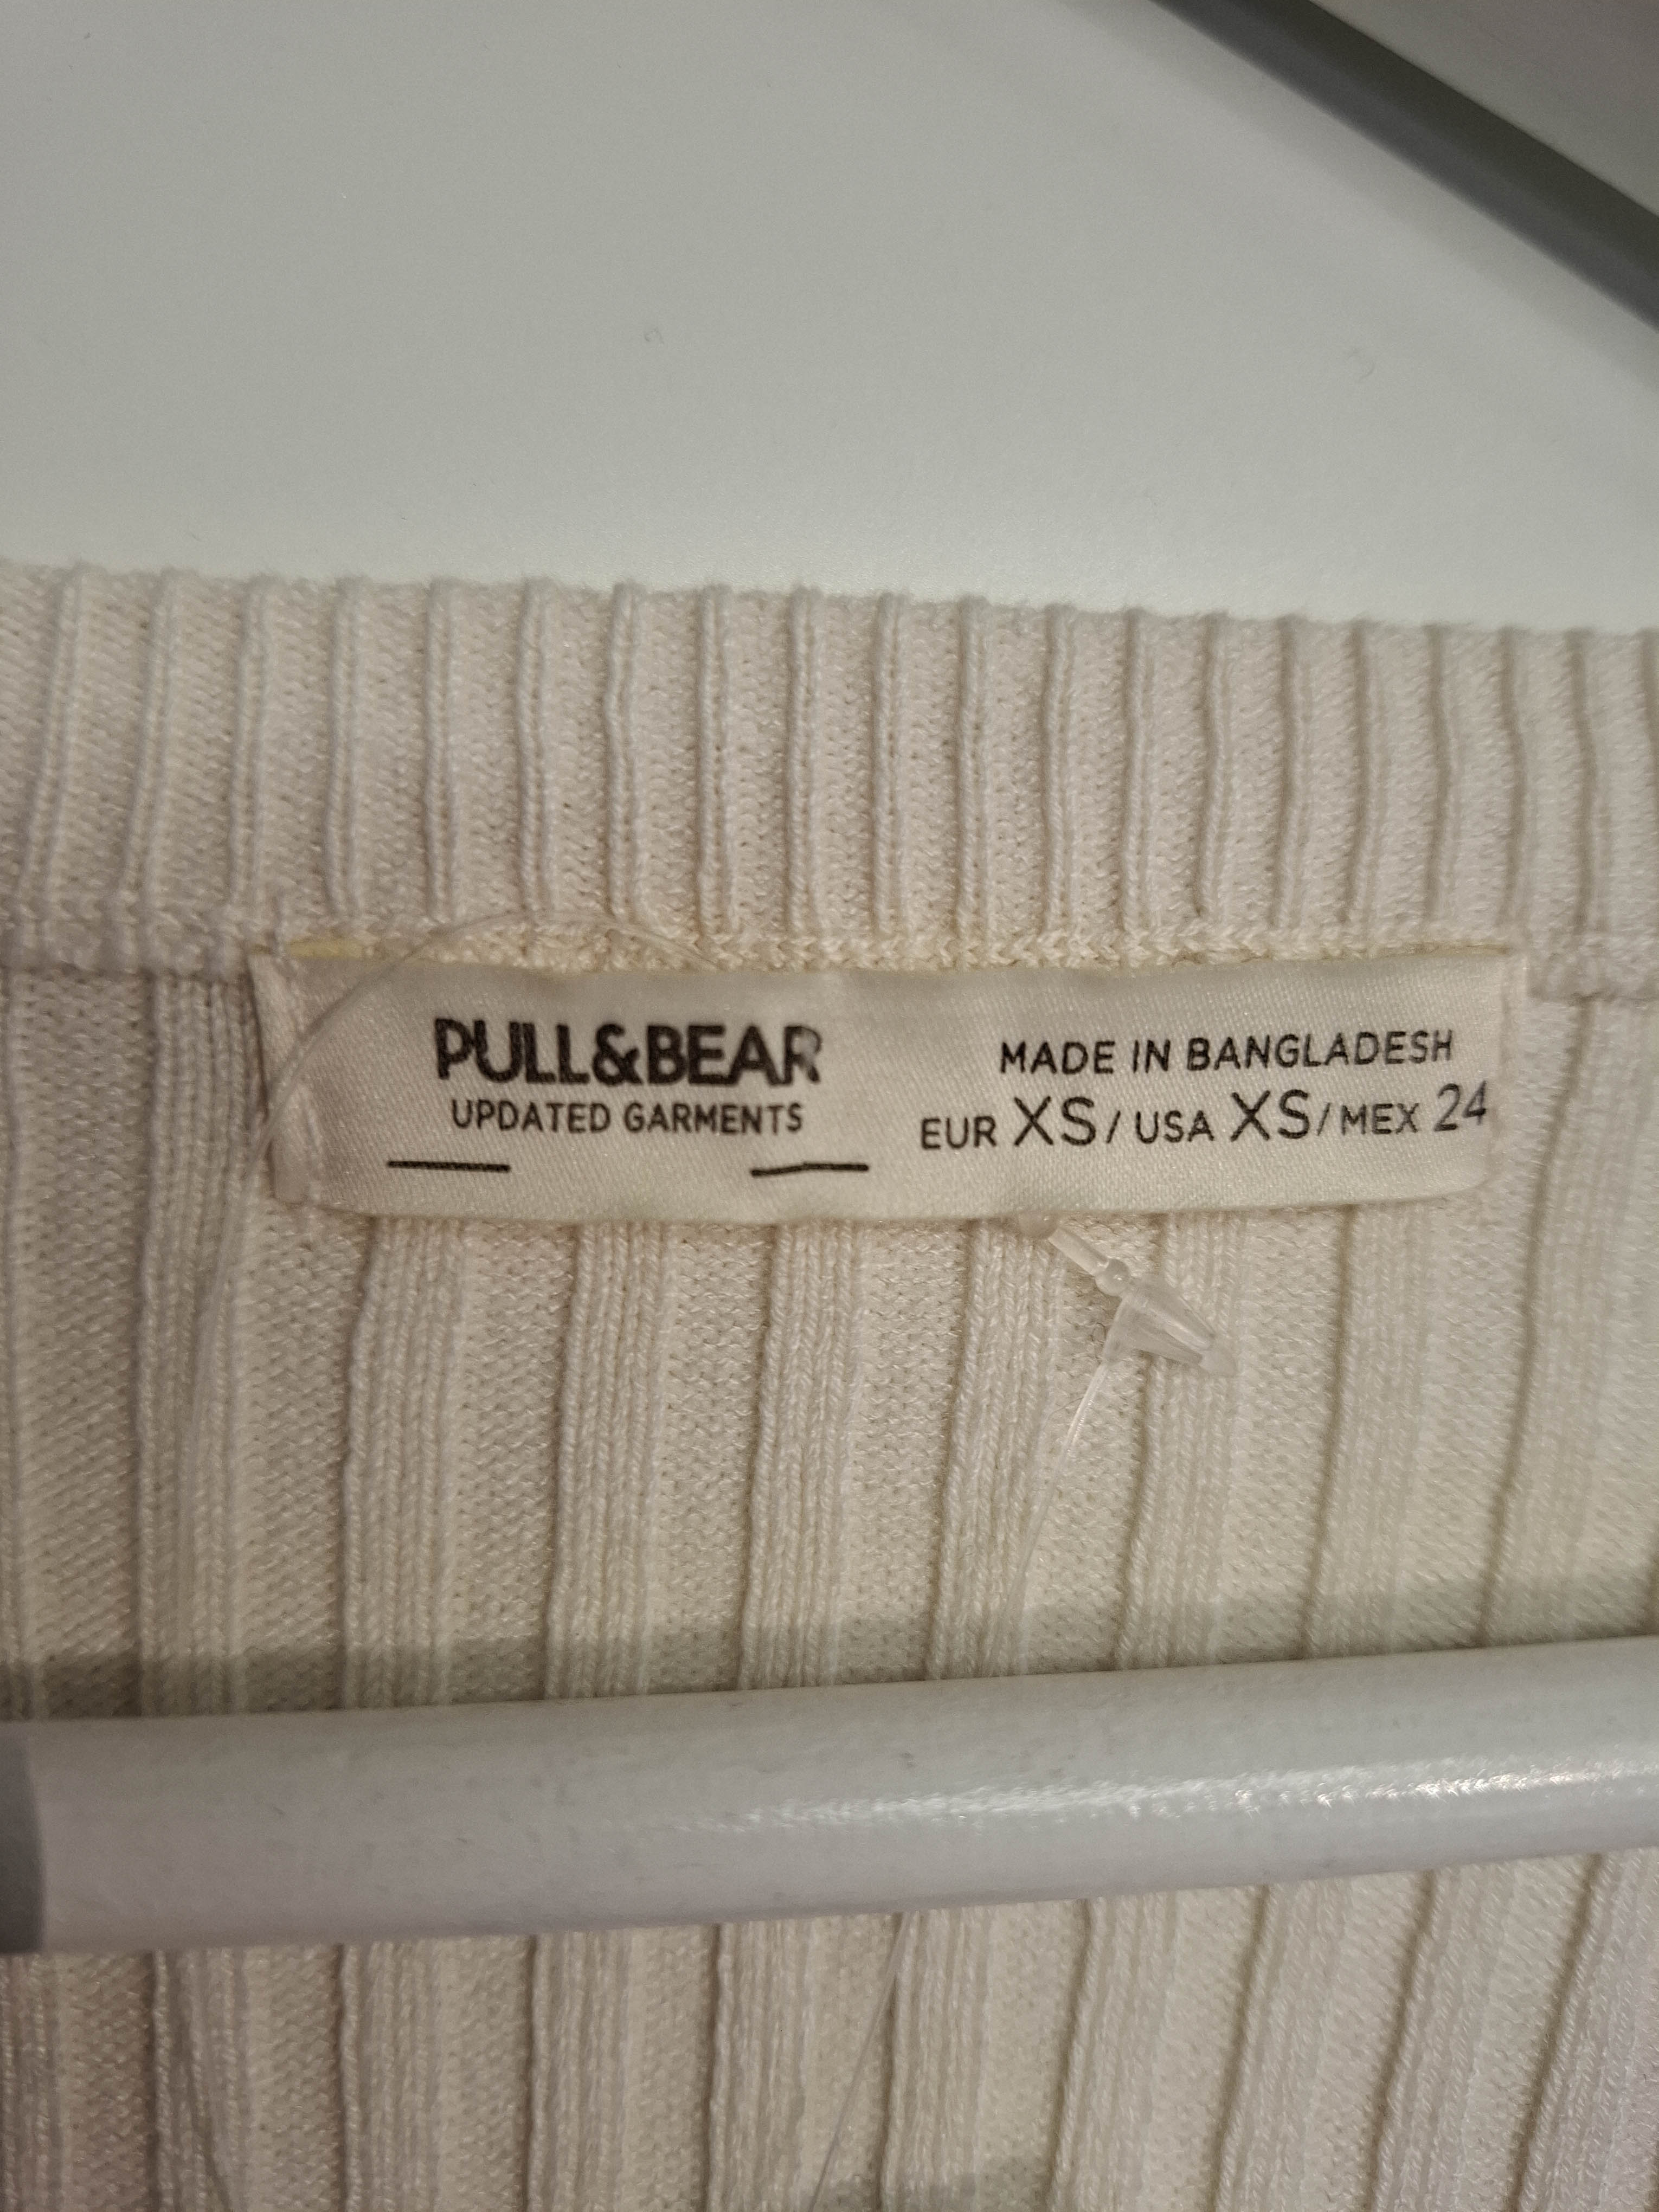 PULL&BEAR
UPDATED GARMENTS
MADE IN BANGLADESH
EUR XS / USA XS / MEX 24